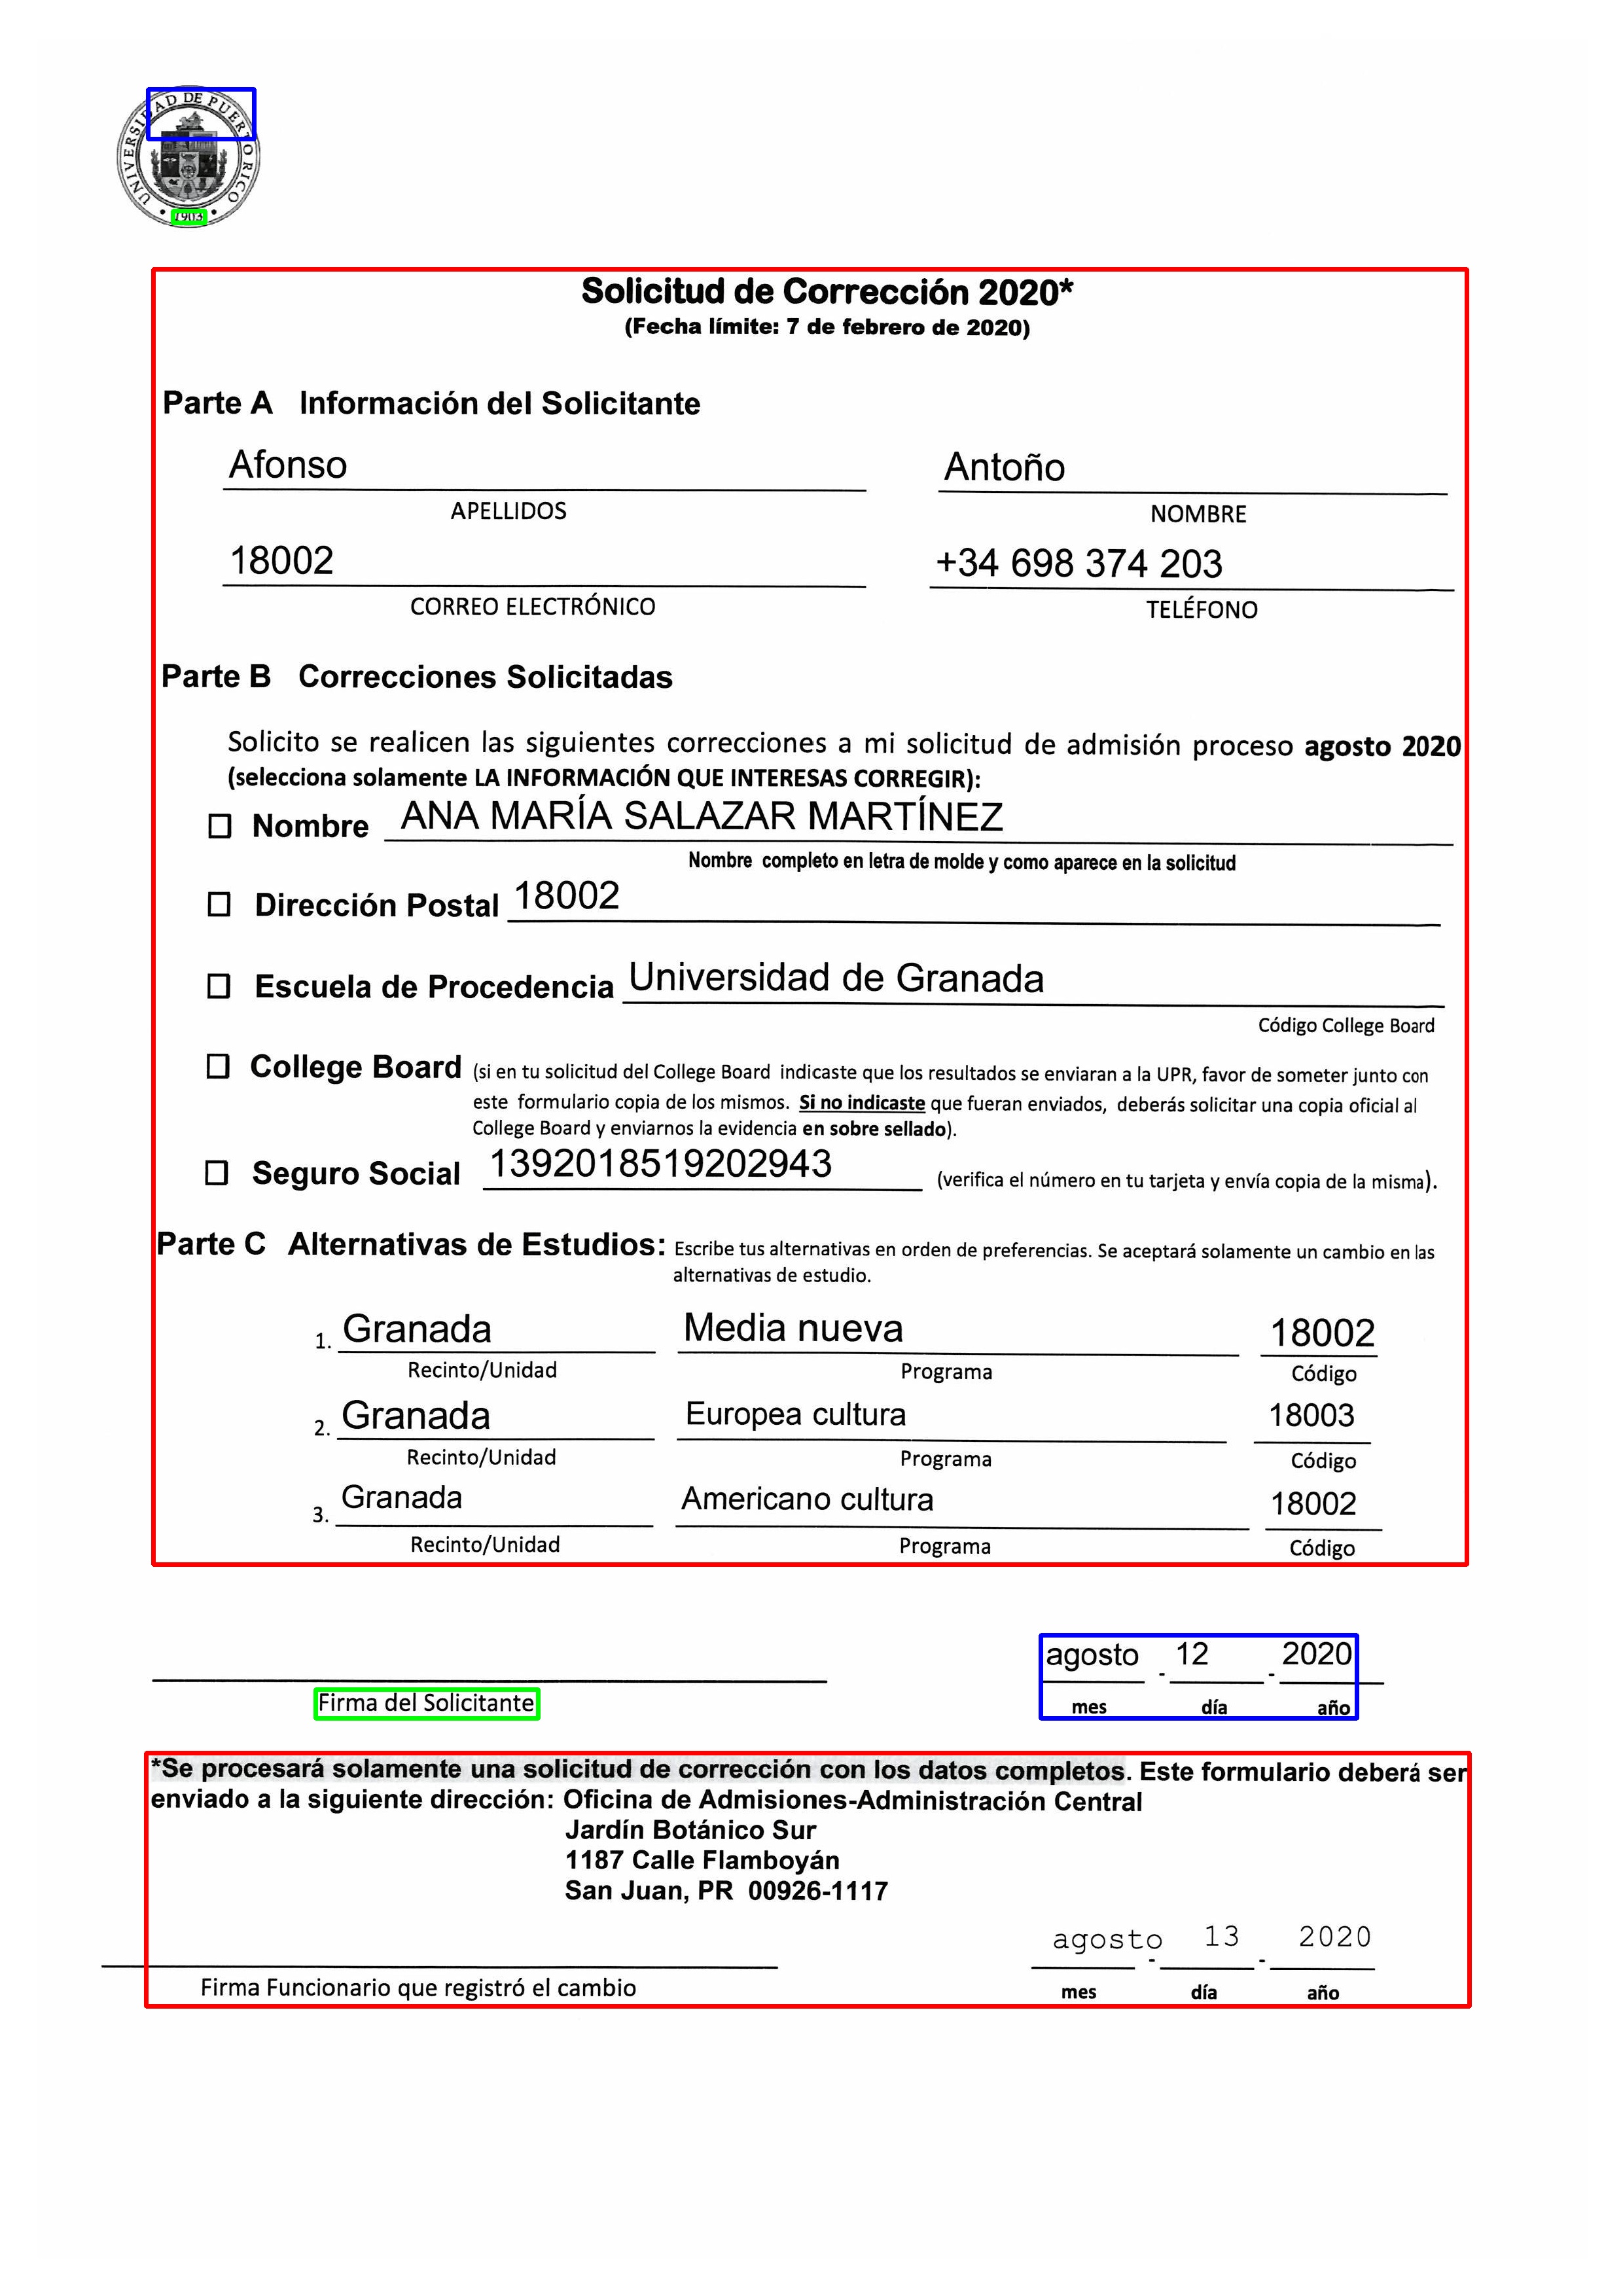 UNIVERSIDAD DE PUERTO RICO
• 1903 •
Solicitud de Corrección 2020*
(Fecha límite: 7 de febrero de 2020)
Parte A Información del Solicitante
Afonso Antoño
APELLIDOS NOMBRE
18002 +34 698 374 203
CORREO ELECTRÓNICO TELÉFONO
Parte B Correcciones Solicitadas
Solicito se realicen las siguientes correcciones a mi solicitud de admisión proceso agosto 2020
(selecciona solamente LA INFORMACIÓN QUE INTERESAS CORREGIR):
☐ Nombre ANA MARÍA SALAZAR MARTÍNEZ
Nombre completo en letra de molde y como aparece en la solicitud
☐ Dirección Postal 18002
☐ Escuela de Procedencia Universidad de Granada
Código College Board
☐ College Board (si en tu solicitud del College Board indicaste que los resultados se enviaran a la UPR, favor de someter junto con
este formulario copia de los mismos. Si no indicaste que fueran enviados, deberás solicitar una copia oficial al
College Board y enviarnos la evidencia en sobre sellado).
☐ Seguro Social 1392018519202943 (verifica el número en tu tarjeta y envía copia de la misma).
Parte C Alternativas de Estudios: Escribe tus alternativas en orden de preferencias. Se aceptará solamente un cambio en las
alternativas de estudio.
1. Granada Media nueva 18002
Recinto/Unidad Programa Código
2. Granada Europea cultura 18003
Recinto/Unidad Programa Código
3. Granada Americano cultura 18002
Recinto/Unidad Programa Código
agosto - 12 - 2020
Firma del Solicitante mes día año
*Se procesará solamente una solicitud de corrección con los datos completos. Este formulario deberá ser
enviado a la siguiente dirección: Oficina de Admisiones-Administración Central
Jardín Botánico Sur
1187 Calle Flamboyán
San Juan, PR 00926-1117
agosto - 13 - 2020
Firma Funcionario que registró el cambio mes día año